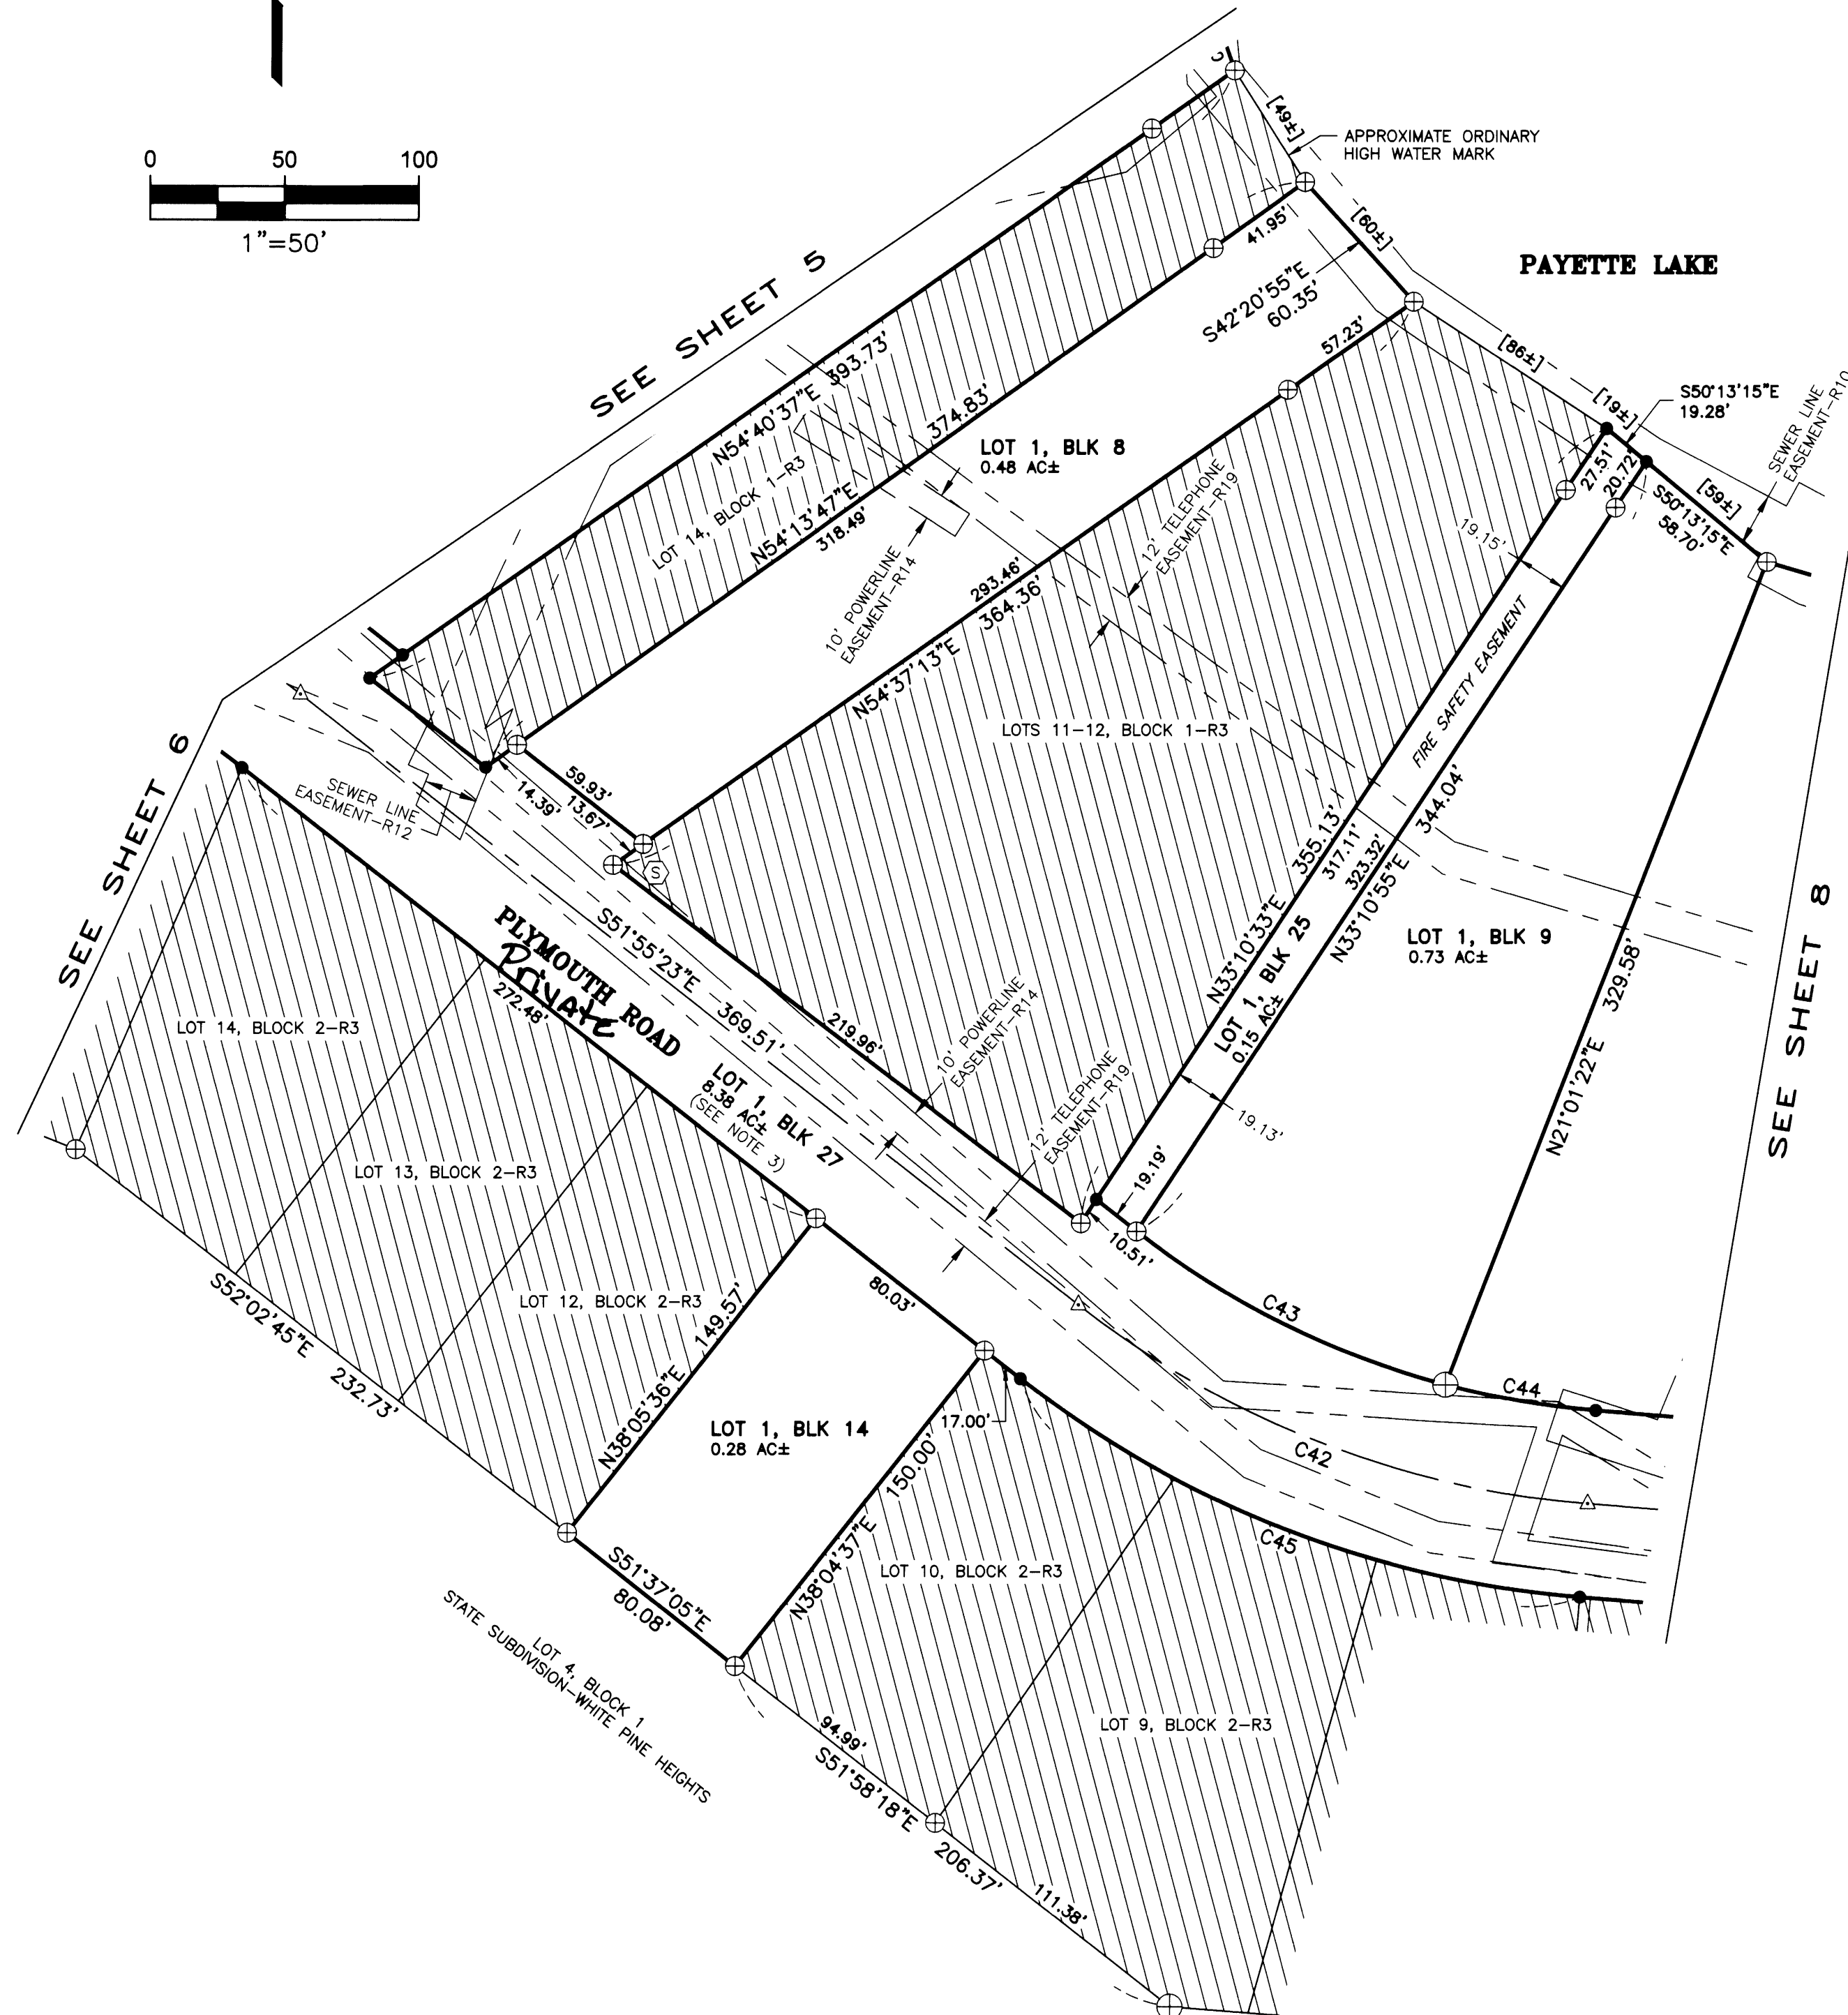 0 50 100
1"=50'
SEE SHEET 5
[49±]
APPROXIMATE ORDINARY
HIGH WATER MARK
[60±]
41.95'
PAYETTE LAKE
S42°20'55"E
60.35'
57.23'
[86±]
[19±]
S50°13'15"E
19.28'
SEWER LINE
EASEMENT-R10
N54°40'37"E 393.73'
374.83'
LOT 1, BLK 8
0.48 AC±
LOT 14, BLOCK 1-R3
N54°13'47"E
318.49'
27.51'
20.72'
[59±]
S50°13'15"E
58.70'
10' POWERLINE
EASEMENT-R14
12' TELEPHONE
EASEMENT-R19
19.15'
293.46'
364.36'
N54°37'13"E
FIRE SAFETY EASEMENT
LOTS 11-12, BLOCK 1-R3
SEE SHEET 6
SEWER LINE
EASEMENT-R12
59.93'
14.39'
13.67'
S
355.13'
317.11'
323.32'
344.04'
N33°10'33"E
N33°10'55"E
LOT 1, BLK 25
0.15 AC±
LOT 1, BLK 9
0.73 AC±
SEE SHEET 8
329.58'
N21°01'22"E
PLYMOUTH ROAD
Private
S51°55'23"E 369.51'
272.48'
219.96'
10' POWERLINE
EASEMENT-R14
12' TELEPHONE
EASEMENT-R19
LOT 14, BLOCK 2-R3
LOT 1, BLK 27
8.38 AC±
(SEE NOTE 3)
19.13'
19.19'
10.51'
LOT 13, BLOCK 2-R3
LOT 12, BLOCK 2-R3
S52°02'45"E 232.73'
N38°05'36"E 149.57'
80.03'
C43
C44
C42
C45
17.00'
LOT 1, BLK 14
0.28 AC±
150.00'
N38°04'37"E
S51°37'05"E
80.08'
LOT 10, BLOCK 2-R3
LOT 4, BLOCK 1
STATE SUBDIVISION-WHITE PINE HEIGHTS
LOT 9, BLOCK 2-R3
94.99'
S51°58'18"E
206.37'
111.38'